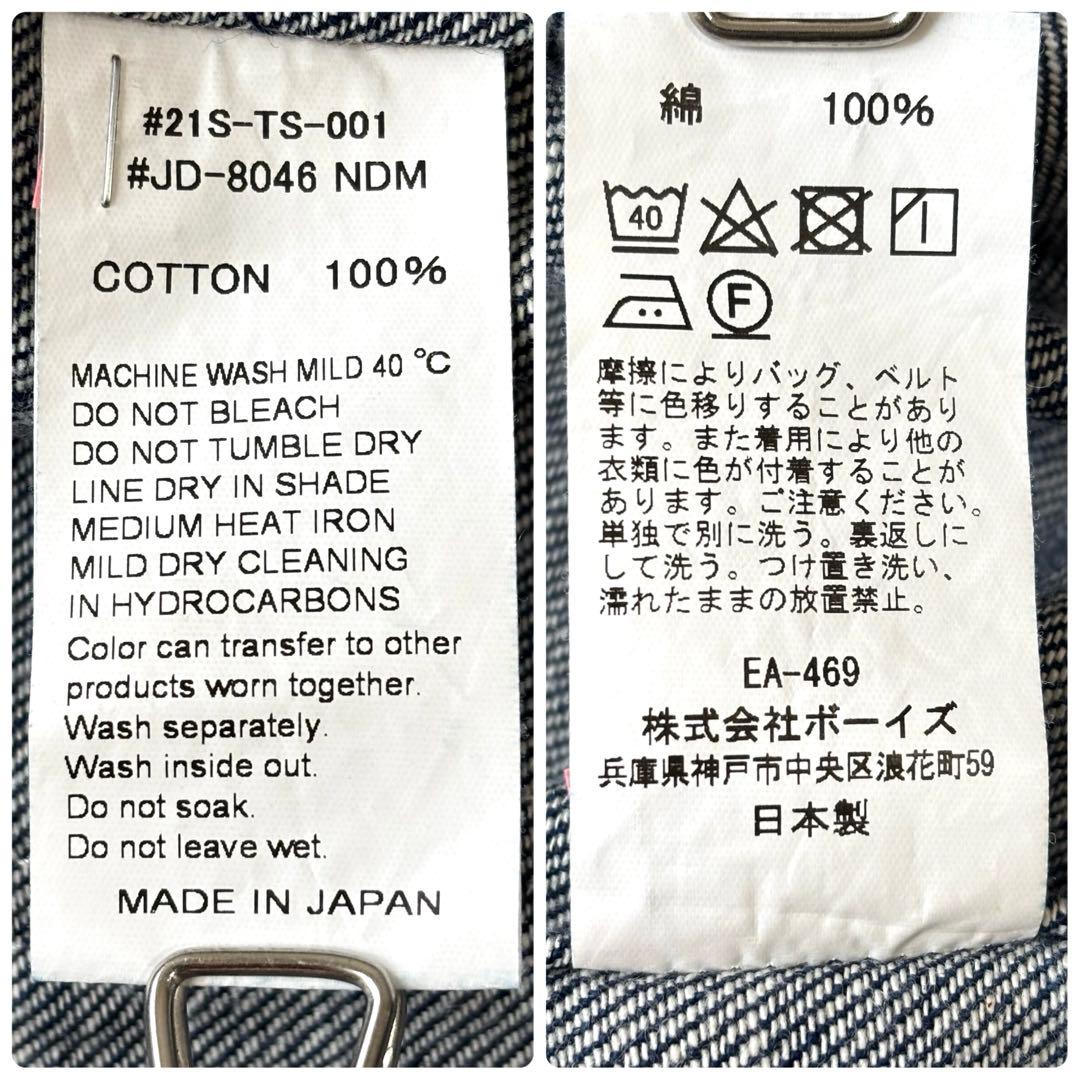 #21S-TS-001
#JD-8046 NDM
COTTON 100%
MACHINE WASH MILD 40 ℃
DO NOT BLEACH
DO NOT TUMBLE DRY
LINE DRY IN SHADE
MEDIUM HEAT IRON
MILD DRY CLEANING
IN HYDROCARBONS
Color can transfer to other
products worn together.
Wash separately.
Wash inside out.
Do not soak.
Do not leave wet.
MADE IN JAPAN
綿 100%
40
F
摩擦によりバッグ、ベルト
等に色移りすることがあり
ます。また着用により他の
衣類に色が付着することが
あります。ご注意ください。
単独で別に洗う。裏返しに
して洗う。つけ置き洗い、
濡れたままの放置禁止。
EA-469
株式会社ボーイズ
兵庫県神戸市中央区浪花町59
日本製